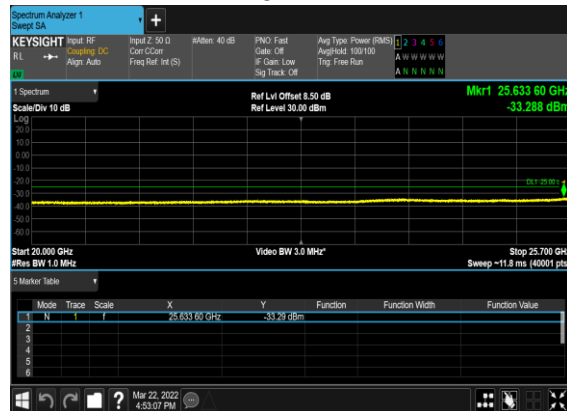 Spectrum Analyzer 1
Swept SA
+
KEYSIGHT Input: RF Input Z: 50 Ω #Atten: 40 dB PNO: Fast Avg Type: Power (RMS) 1 2 3 4 5 6
RL Coupling: DC Corr CCorr Gate: Off Avg|Hold: 100/100 A W W W W W
Align: Auto Freq Ref: Int (S) IF Gain: Low Trig: Free Run
Sig Track: Off A N N N N N
1 Spectrum Ref Lvl Offset 8.50 dB Mkr1 25.633 60 GHz
Scale/Div 10 dB Ref Level 30.00 dBm -33.288 dBm
Log
20.0
10.0
0.00
-10.0
-20.0
DL1 -25.00
-30.0
-40.0
-50.0
-60.0
Start 20.000 GHz Video BW 3.0 MHz* Stop 25.700 GHz
#Res BW 1.0 MHz Sweep ~11.8 ms (40001 pts
5 Marker Table
Mode Trace Scale X Y Function Function Width Function Value
1 N 1 f 25.633 60 GHz -33.29 dBm
2
3
4
5
6
? Mar 22, 2022
4:53:07 PM